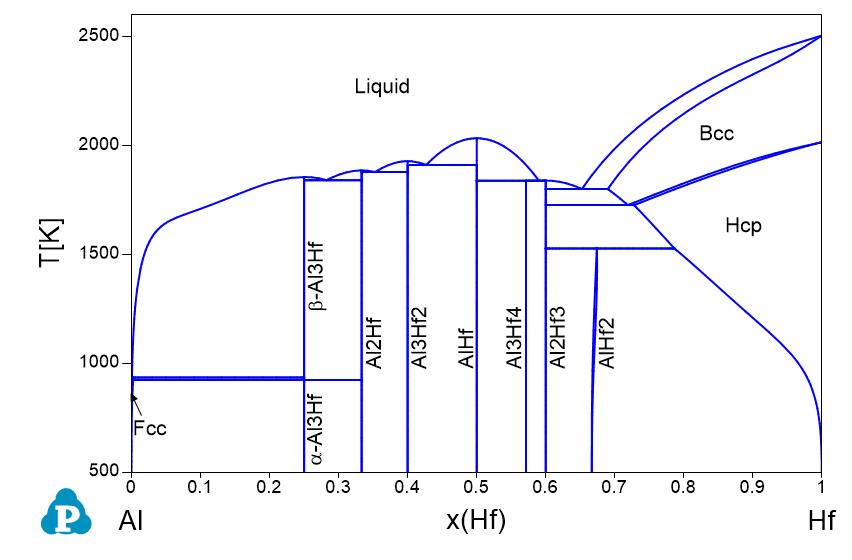 2500
Liquid
2000
Bcc
T[K]
Hcp
1500
β-Al3Hf
Al2Hf
Al3Hf2
AlHf
Al3Hf4
Al2Hf3
AlHf2
1000
α-Al3Hf
Fcc
500
0 0.1 0.2 0.3 0.4 0.5 0.6 0.7 0.8 0.9 1
P
Al x(Hf) Hf